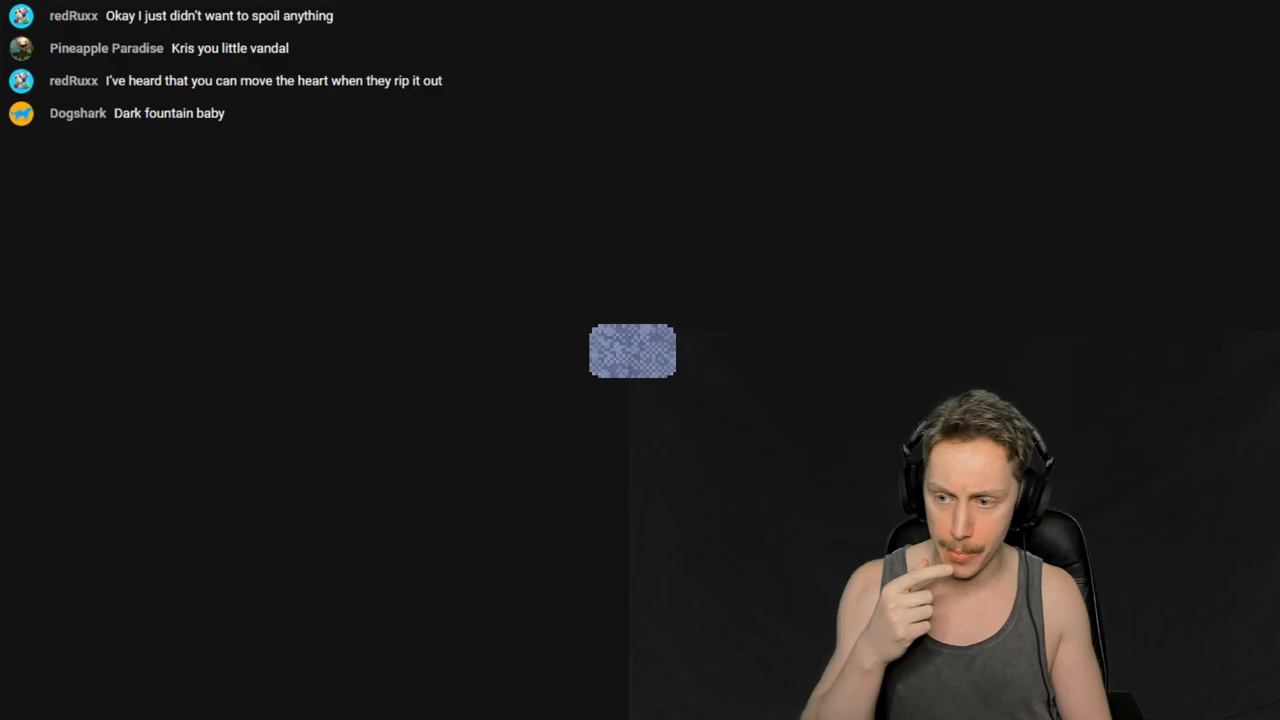 redRuxx Okay I just didn't want to spoil anything
Pineapple Paradise Kris you little vandal
redRuxx I've heard that you can move the heart when they rip it out
Dogshark Dark fountain baby